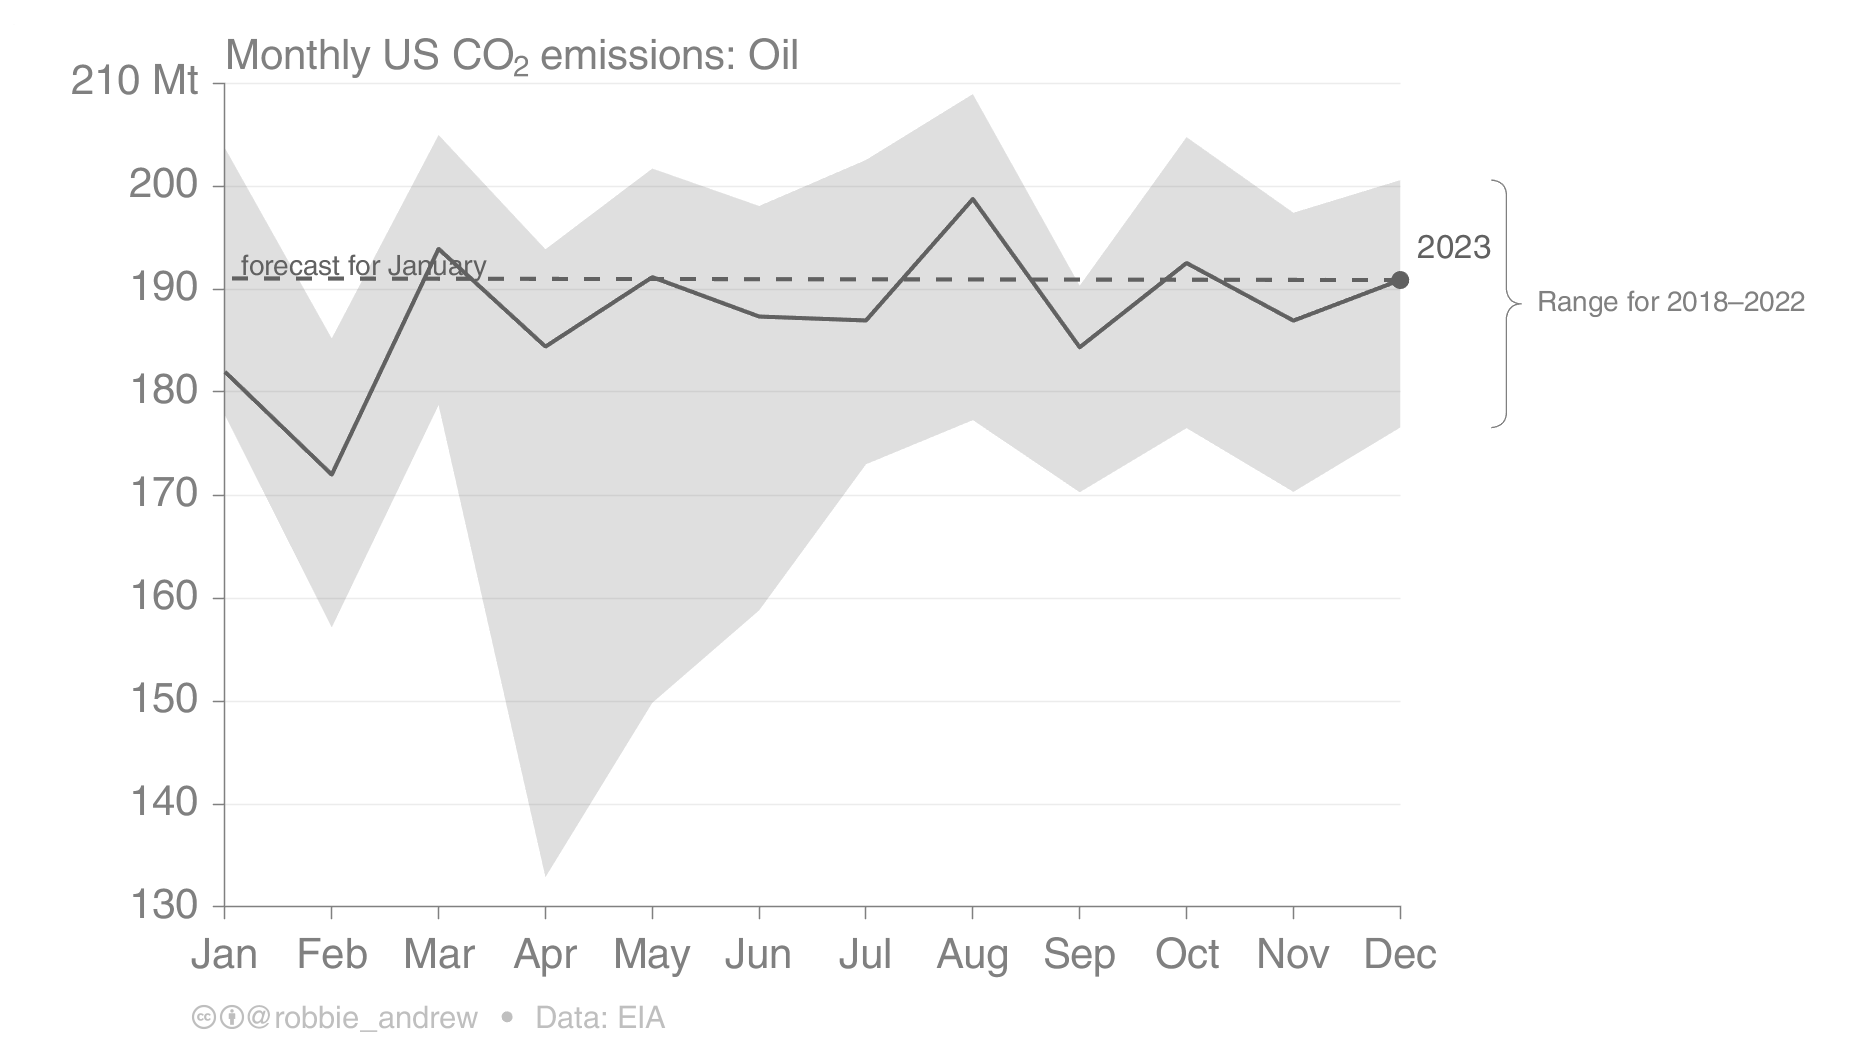 Monthly US CO₂ emissions: Oil
210 Mt
200
190
180
170
160
150
140
130
forecast for January
2023
Range for 2018–2022
Jan Feb Mar Apr May Jun Jul Aug Sep Oct Nov Dec
cc @robbie_andrew • Data: EIA